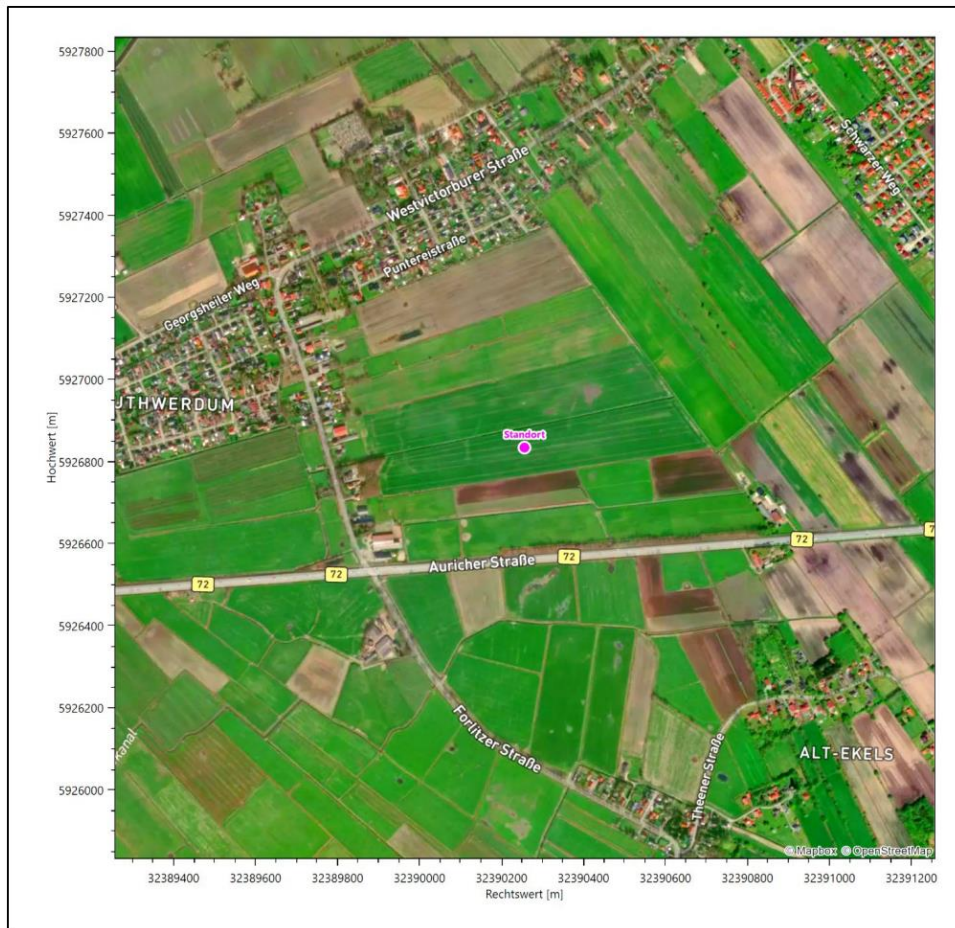 5927800
5927600
5927400
5927200
5927000
5926800
5926600
5926400
5926200
5926000
Hochwert [m]
Schwarzer Weg
Westvictorburer Straße
Puntereistraße
Georgsheiler Weg
JTHWERDUM
Standort
72
72
72
72
7
Auricher Straße
Forlitzer Straße
Theener Straße
ALT-EKELS
kanal
© Mapbox © OpenStreetMap
32389400 32389600 32389800 32390000 32390200 32390400 32390600 32390800 32391000 32391200
Rechtswert [m]